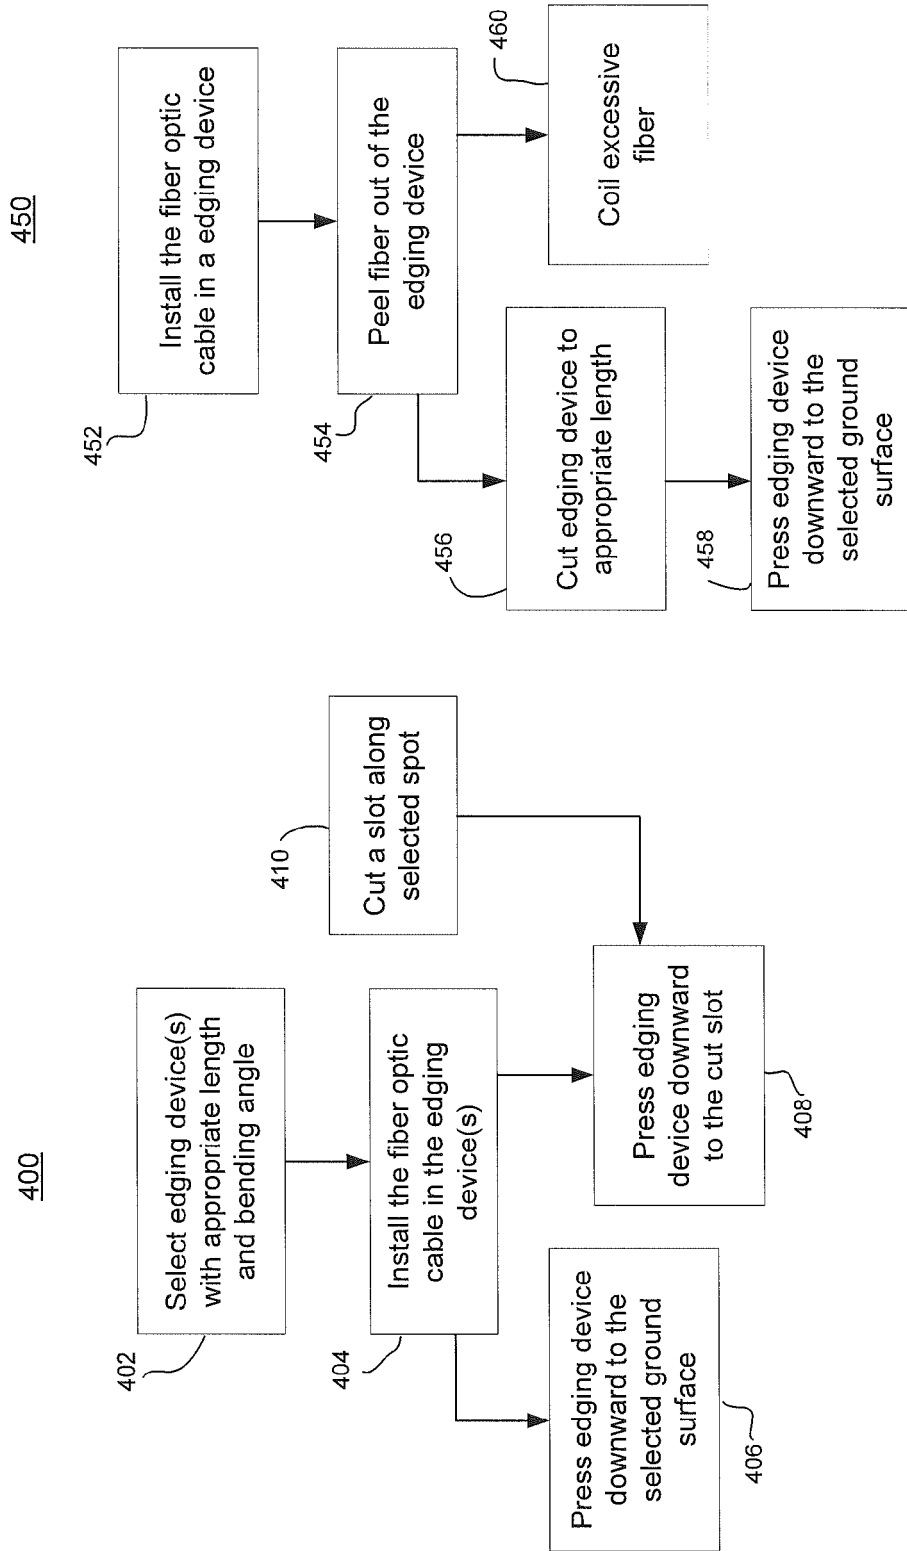 400
402
Select edging device(s)
with appropriate length
and bending angle
404
Install the fiber optic
cable in the edging
device(s)
406
Press edging device
downward to the
selected ground
surface
408
Press edging
device downward
to the cut slot
410
Cut a slot along
selected spot
450
452
Install the fiber optic
cable in a edging device
454
Peel fiber out of the
edging device
456
Cut edging device to
appropriate length
458
Press edging device
downward to the
selected ground
surface
460
Coil excessive
fiber